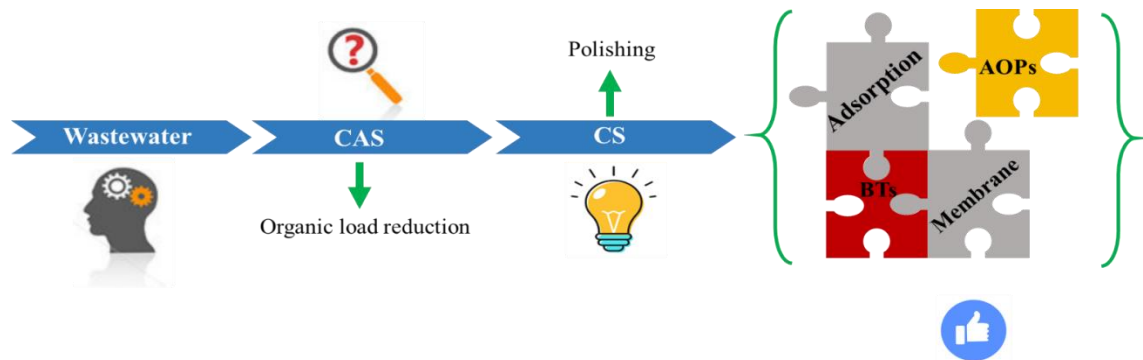 Polishing
Wastewater
CAS
CS
Organic load reduction
?
Adsorption
AOPs
BTs
Membrane